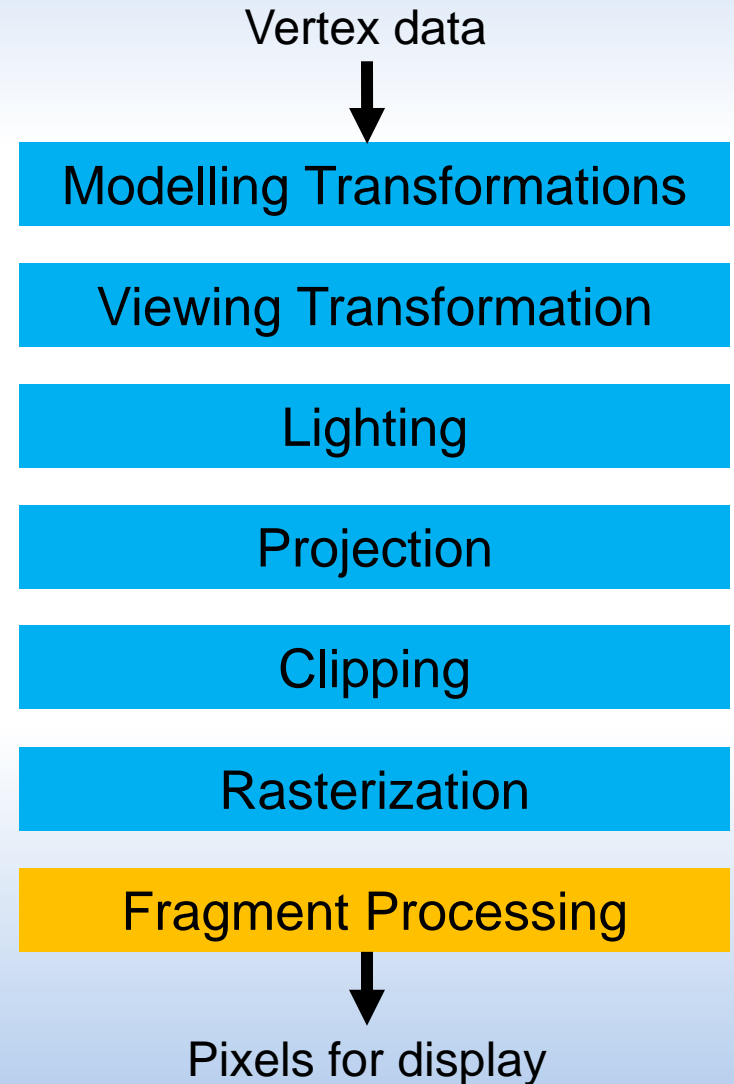 Vertex data
Modelling Transformations
Viewing Transformation
Lighting
Projection
Clipping
Rasterization
Fragment Processing
Pixels for display